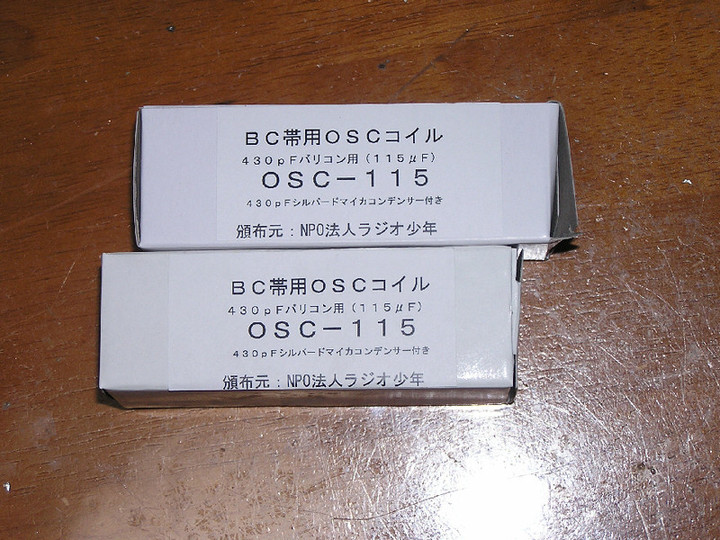 BC帯用OSCコイル
430pFバリコン用(115μF)
OSC-115
430pFシルバードマイカコンデンサー付き
頒布元:NPO法人ラジオ少年
BC帯用OSCコイル
430pFバリコン用(115μF)
OSC-115
430pFシルバードマイカコンデンサー付き
頒布元:NPO法人ラジオ少年